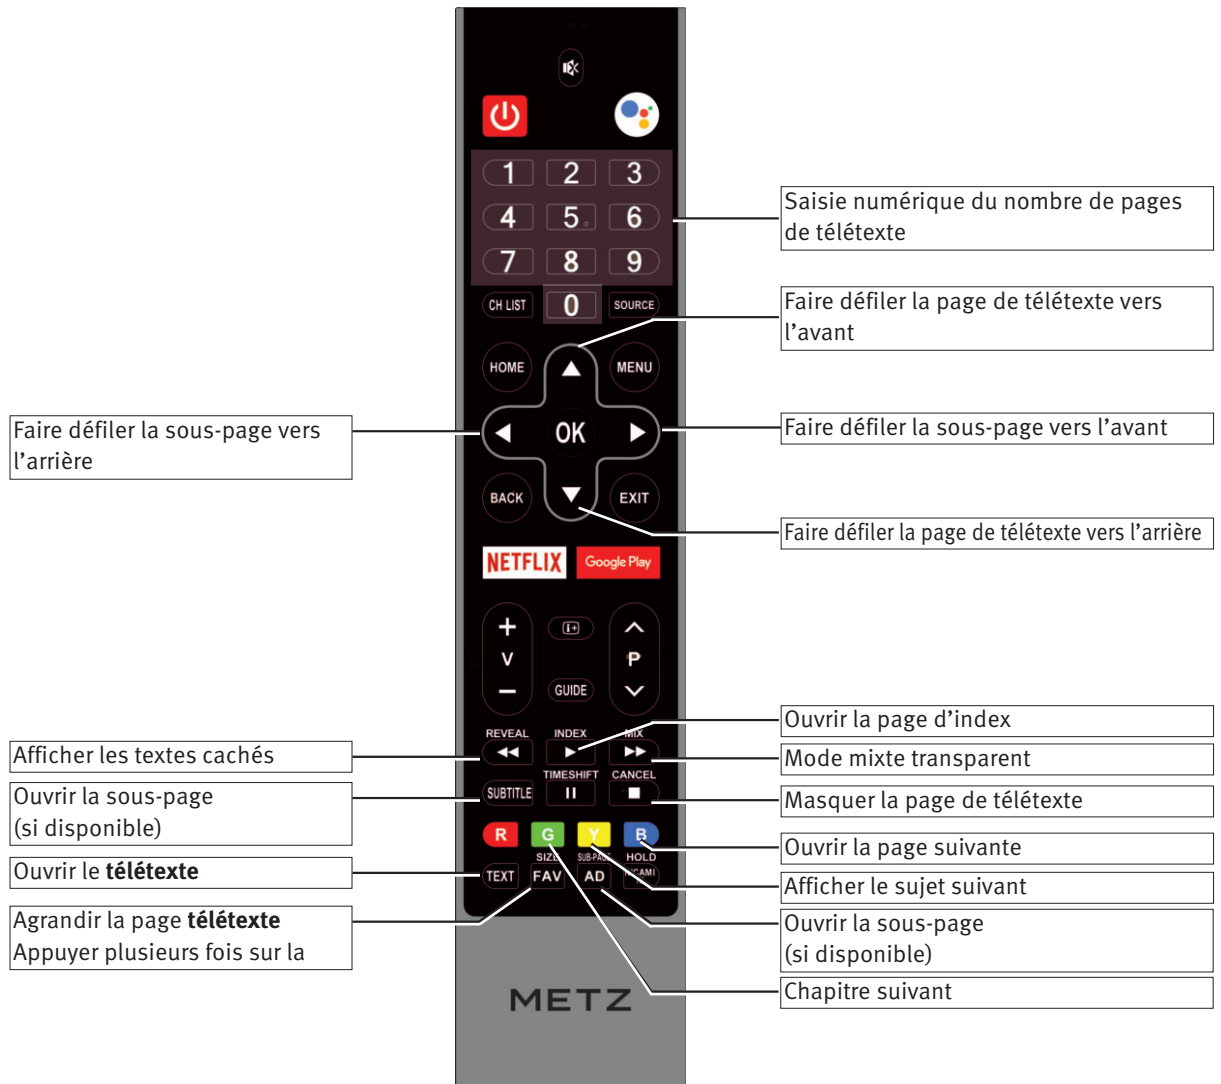 1 2 3
4 5 6
7 8 9
CH LIST 0 SOURCE
HOME MENU
OK
BACK EXIT
NETFLIX Google Play
+ i+
V P
− GUIDE
REVEAL INDEX MIX
TIMESHIFT CANCEL
SUBTITLE
R G Y B
SIZE SUB-PAGE HOLD
TEXT FAV AD
METZ
Faire défiler la sous-page vers
l’arrière
Afficher les textes cachés
Ouvrir la sous-page
(si disponible)
Ouvrir le télétexte
Agrandir la page télétexte
Appuyer plusieurs fois sur la
Saisie numérique du nombre de pages
de télétexte
Faire défiler la page de télétexte vers
l’avant
Faire défiler la sous-page vers l’avant
Faire défiler la page de télétexte vers l’arrière
Ouvrir la page d’index
Mode mixte transparent
Masquer la page de télétexte
Ouvrir la page suivante
Afficher le sujet suivant
Ouvrir la sous-page
(si disponible)
Chapitre suivant